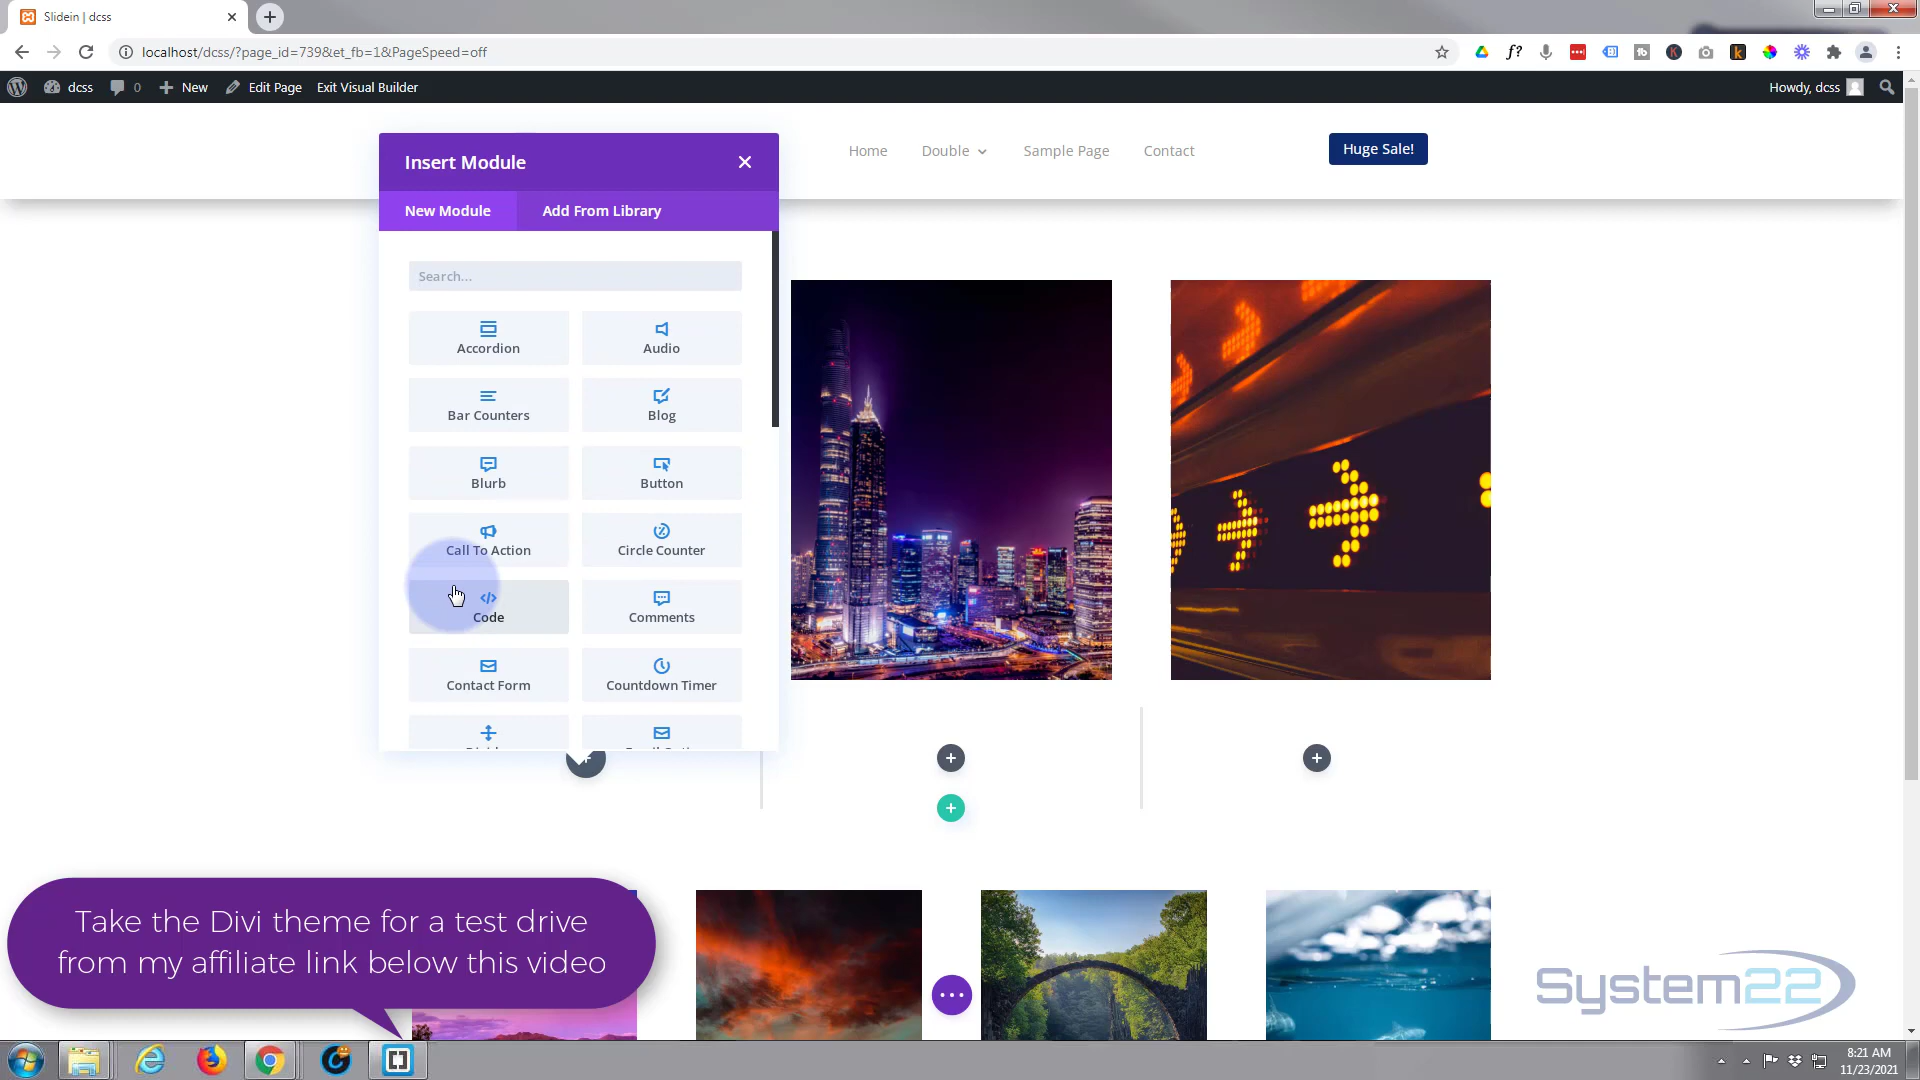 Slidein | dcss
localhost/dcss/?page_id=739&et_fb=1&PageSpeed=off
dcss
0
New
Edit Page
Exit Visual Builder
Howdy, dcss
Insert Module
New Module
Add From Library
Search...
Accordion
Audio
Bar Counters
Blog
Blurb
Button
Call To Action
Circle Counter
Code
Comments
Contact Form
Countdown Timer
Home
Double
Sample Page
Contact
Huge Sale!
Take the Divi theme for a test drive
from my affiliate link below this video
System22
8:21 AM
11/23/2021